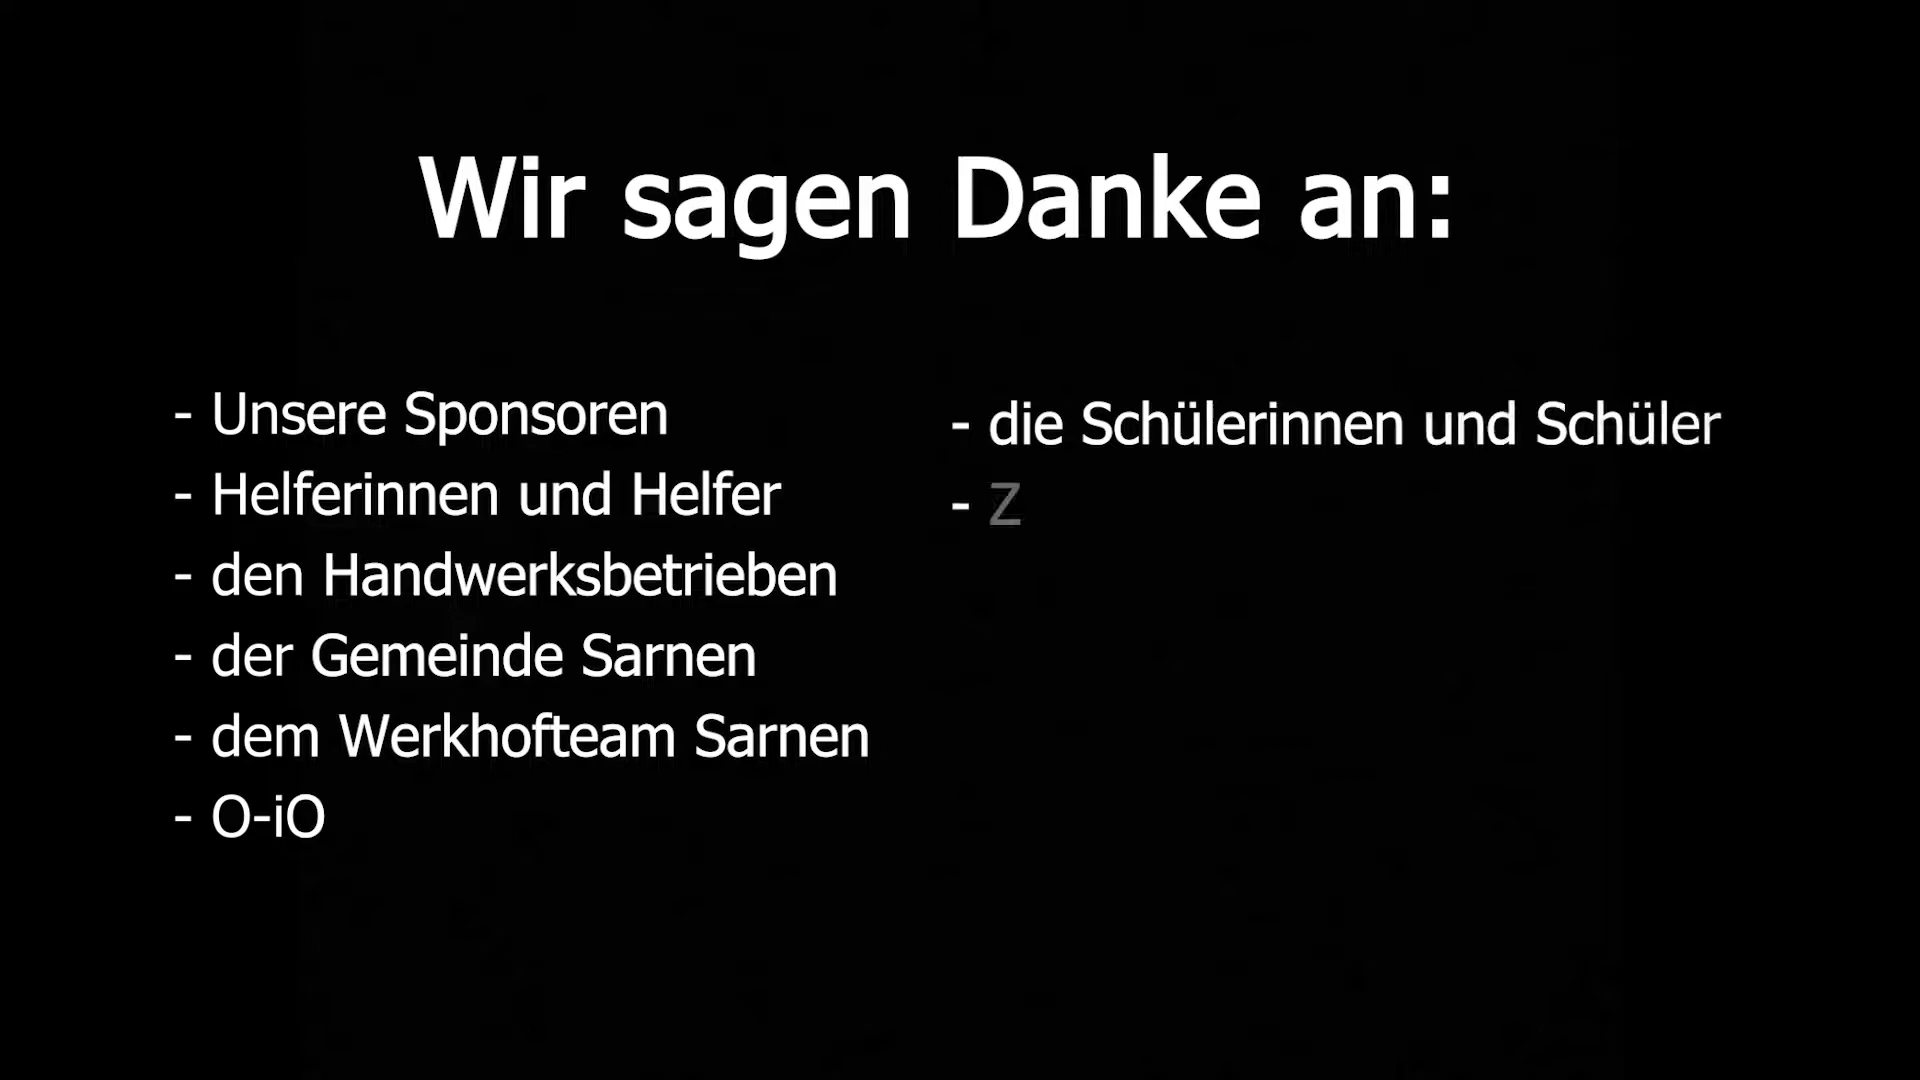 Wir sagen Danke an:
- Unsere Sponsoren
- Helferinnen und Helfer
- den Handwerksbetrieben
- der Gemeinde Sarnen
- dem Werkhofteam Sarnen
- O-iO
- die Schülerinnen und Schüler
- Z